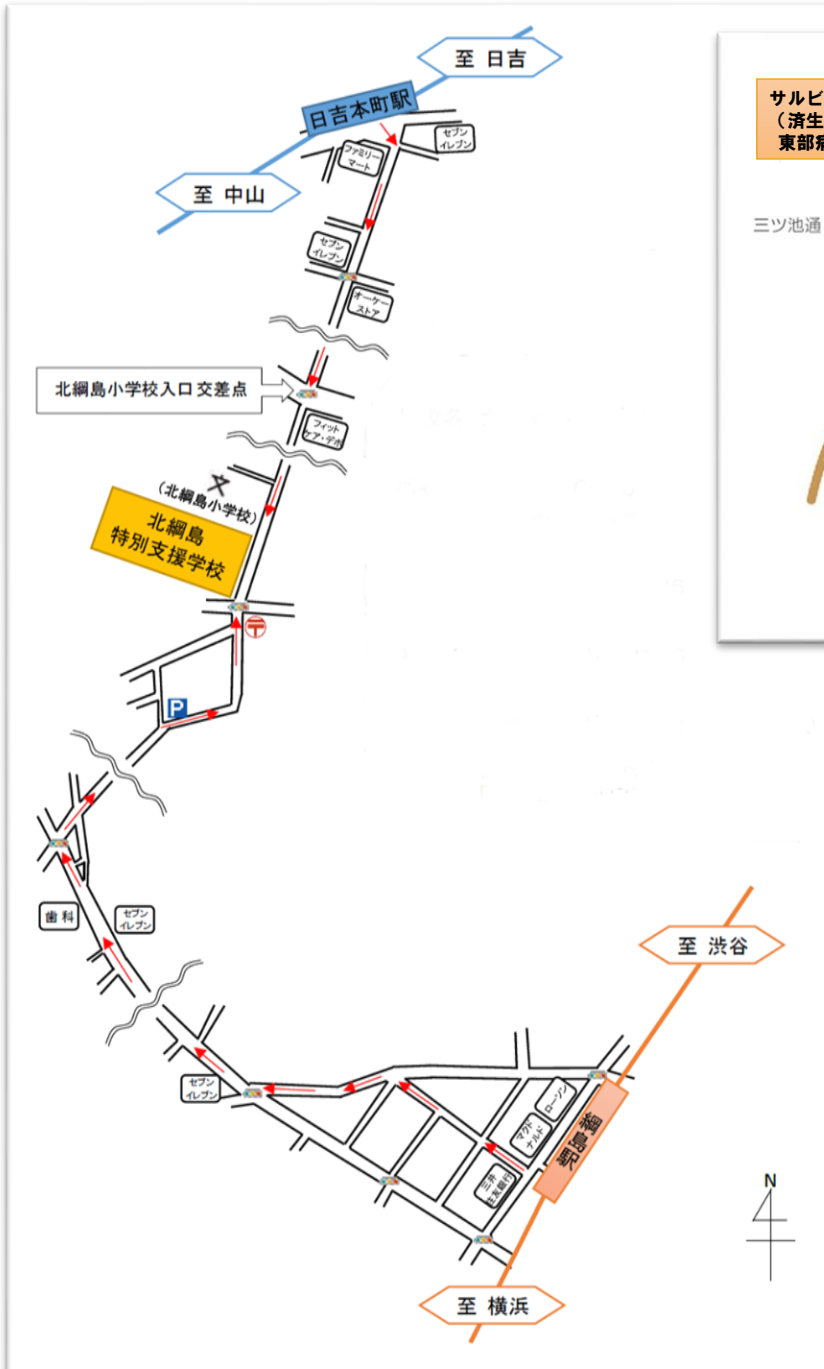 至 日吉
日吉本町駅
セブン
イレブン
ファミリー
マート
至 中山
セブン
イレブン
オーケー
ストア
北綱島小学校入口 交差点
フィット
ケア・デポ
文
(北綱島小学校)
北綱島
特別支援学校
〒
P
歯科
セブン
イレブン
至 渋谷
セブン
イレブン
ローソン
マクド
ナルド
三井
住友銀行
綱島駅
至 横浜
N
サルビ
(済生
東部病
三ツ池通